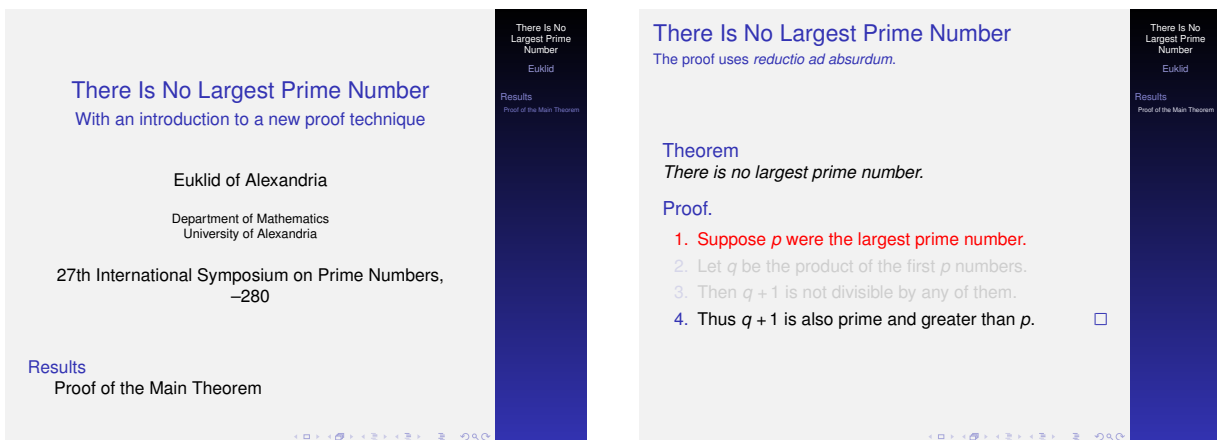 There Is No Largest Prime Number
With an introduction to a new proof technique
Euklid of Alexandria
Department of Mathematics
University of Alexandria
27th International Symposium on Prime Numbers,
–280
Results
Proof of the Main Theorem
There Is No
Largest Prime
Number
Euklid
Results
Proof of the Main Theorem
There Is No Largest Prime Number
The proof uses reductio ad absurdum.
Theorem
There is no largest prime number.
Proof.
1. Suppose p were the largest prime number.
2. Let q be the product of the first p numbers.
3. Then q + 1 is not divisible by any of them.
4. Thus q + 1 is also prime and greater than p. □
There Is No
Largest Prime
Number
Euklid
Results
Proof of the Main Theorem